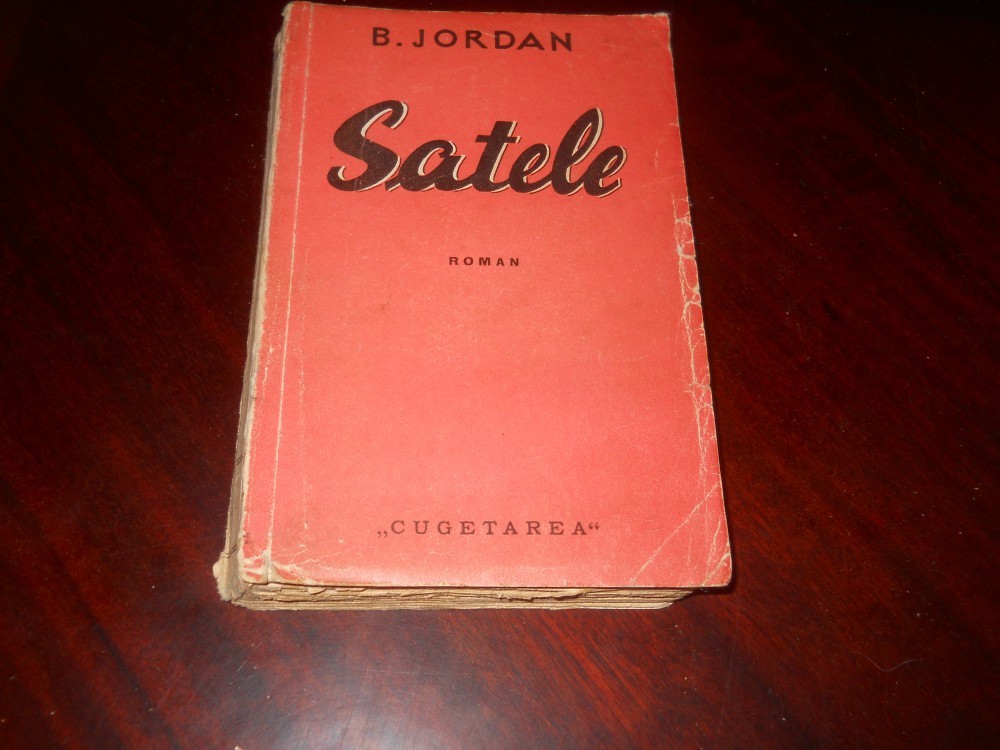 B. JORDAN
Satele
ROMAN
„CUGETAREA“